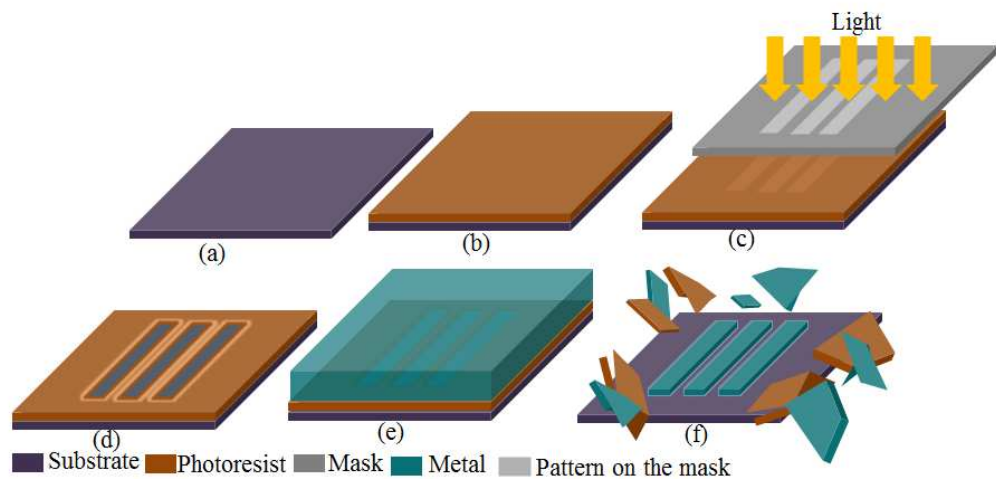 Light
(a)
(b)
(c)
(d)
(e)
(f)
Substrate Photoresist Mask Metal Pattern on the mask